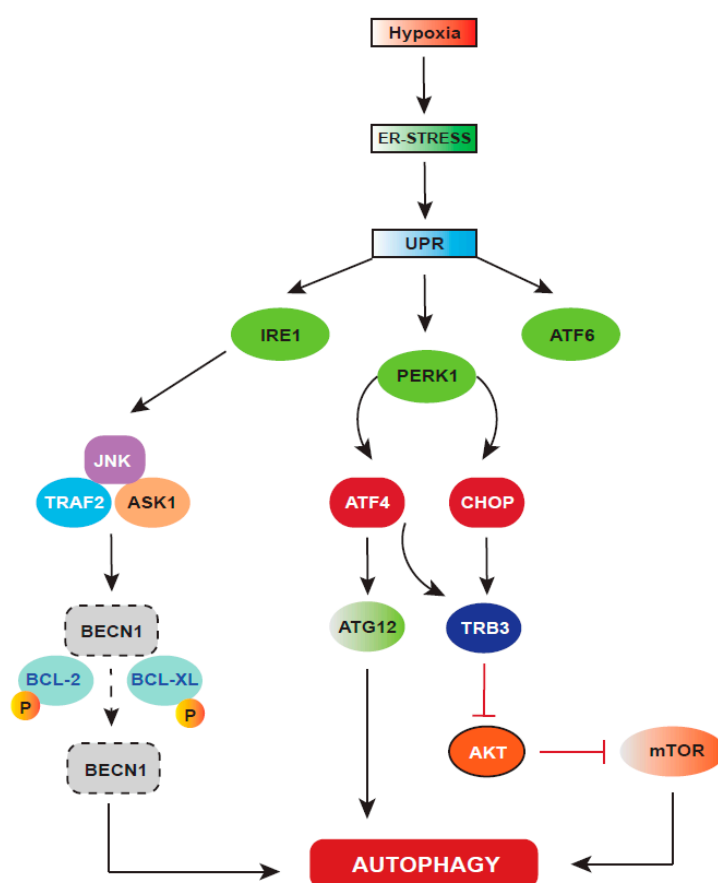 Hypoxia
ER-STRESS
UPR
IRE1
ATF6
PERK1
JNK
TRAF2
ASK1
ATF4
CHOP
BECN1
ATG12
TRB3
BCL-2
BCL-XL
P
P
AKT
mTOR
BECN1
AUTOPHAGY